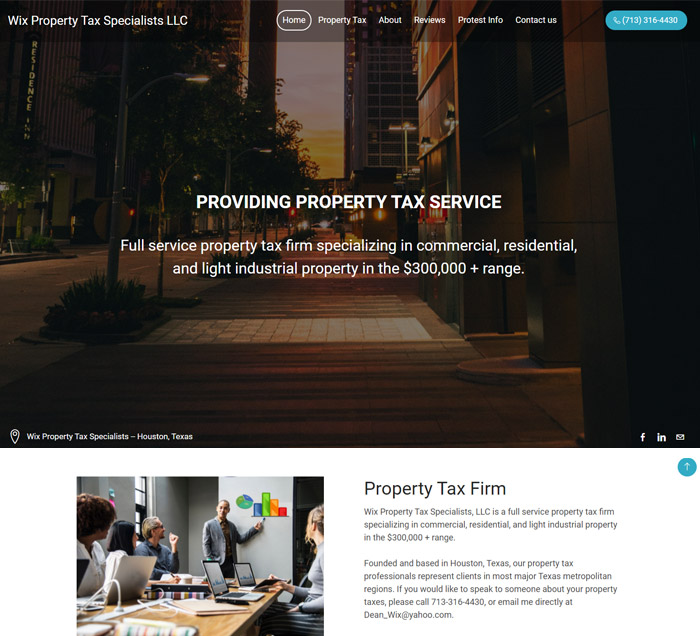 Wix Property Tax Specialists LLC
Home Property Tax About Reviews Protest Info Contact us
(713) 316-4430
RESIDENCE INN
PROVIDING PROPERTY TAX SERVICE
Full service property tax firm specializing in commercial, residential,
and light industrial property in the $300,000 + range.
Wix Property Tax Specialists – Houston, Texas
Property Tax Firm
Wix Property Tax Specialists, LLC is a full service property tax firm
specializing in commercial, residential, and light industrial property
in the $300,000 + range.
Founded and based in Houston, Texas, our property tax
professionals represent clients in most major Texas metropolitan
regions. If you would like to speak to someone about your property
taxes, please call 713-316-4430, or email me directly at
Dean_Wix@yahoo.com.